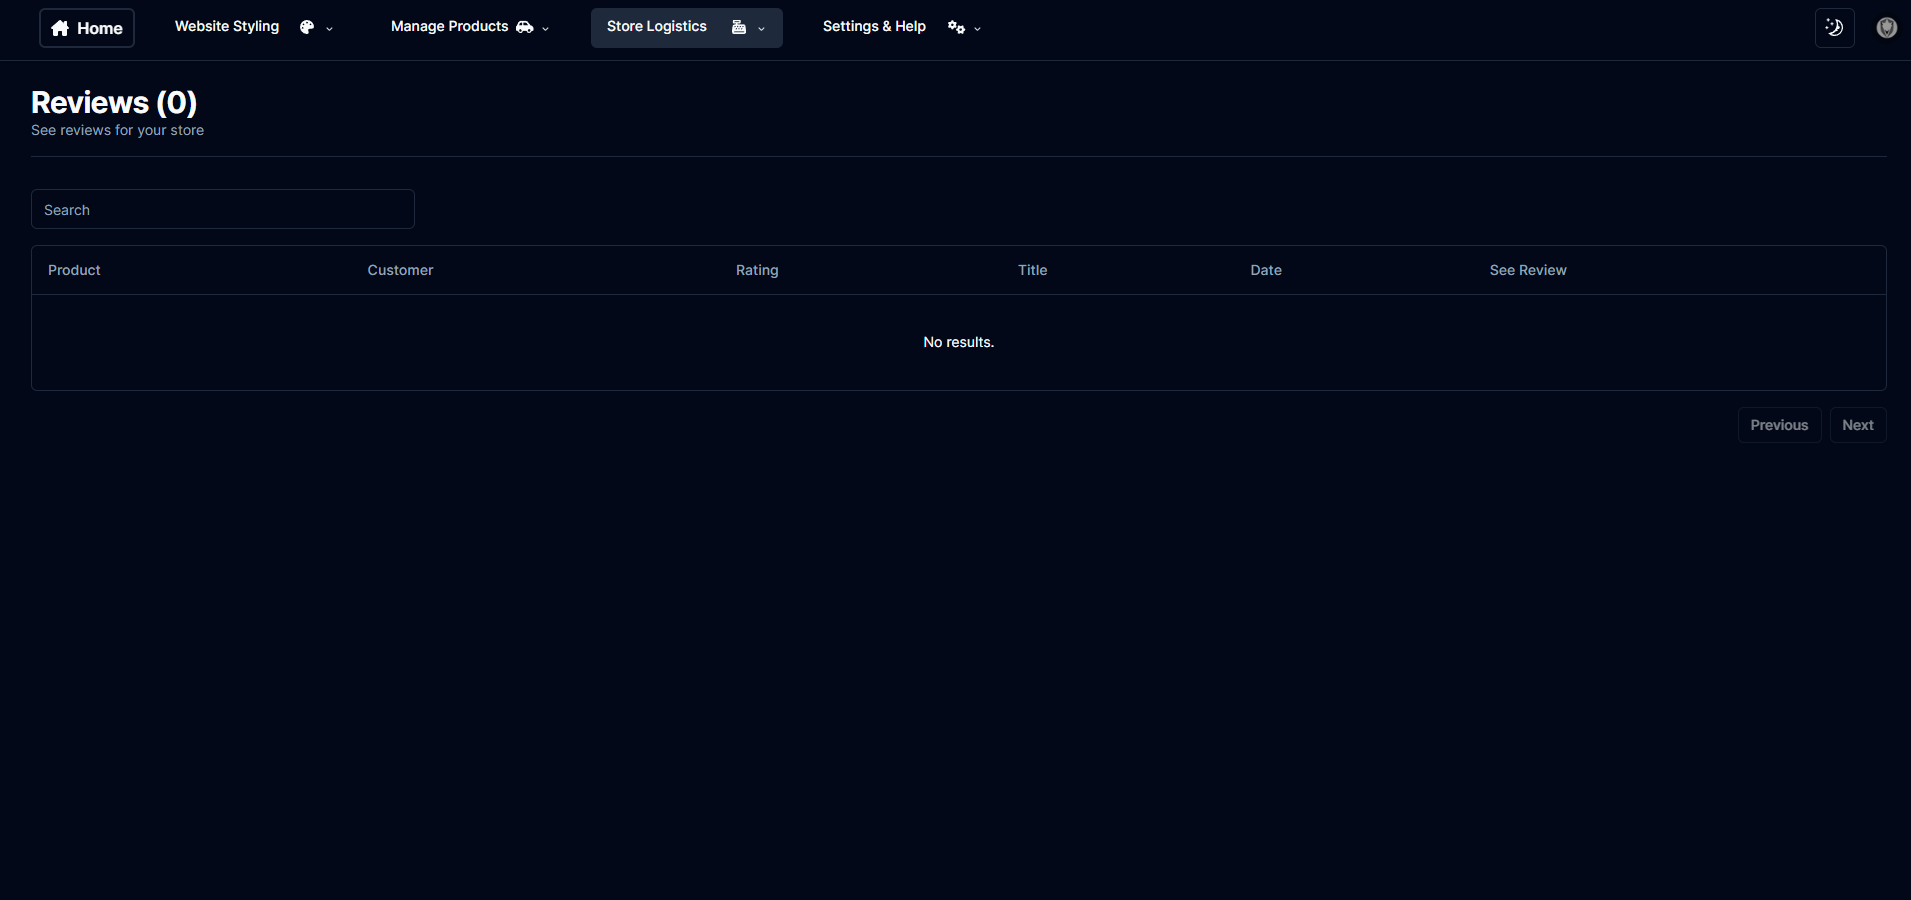 Home Website Styling Manage Products Store Logistics Settings & Help
Reviews (0)
See reviews for your store
Search
Product Customer Rating Title Date See Review
No results.
Previous Next